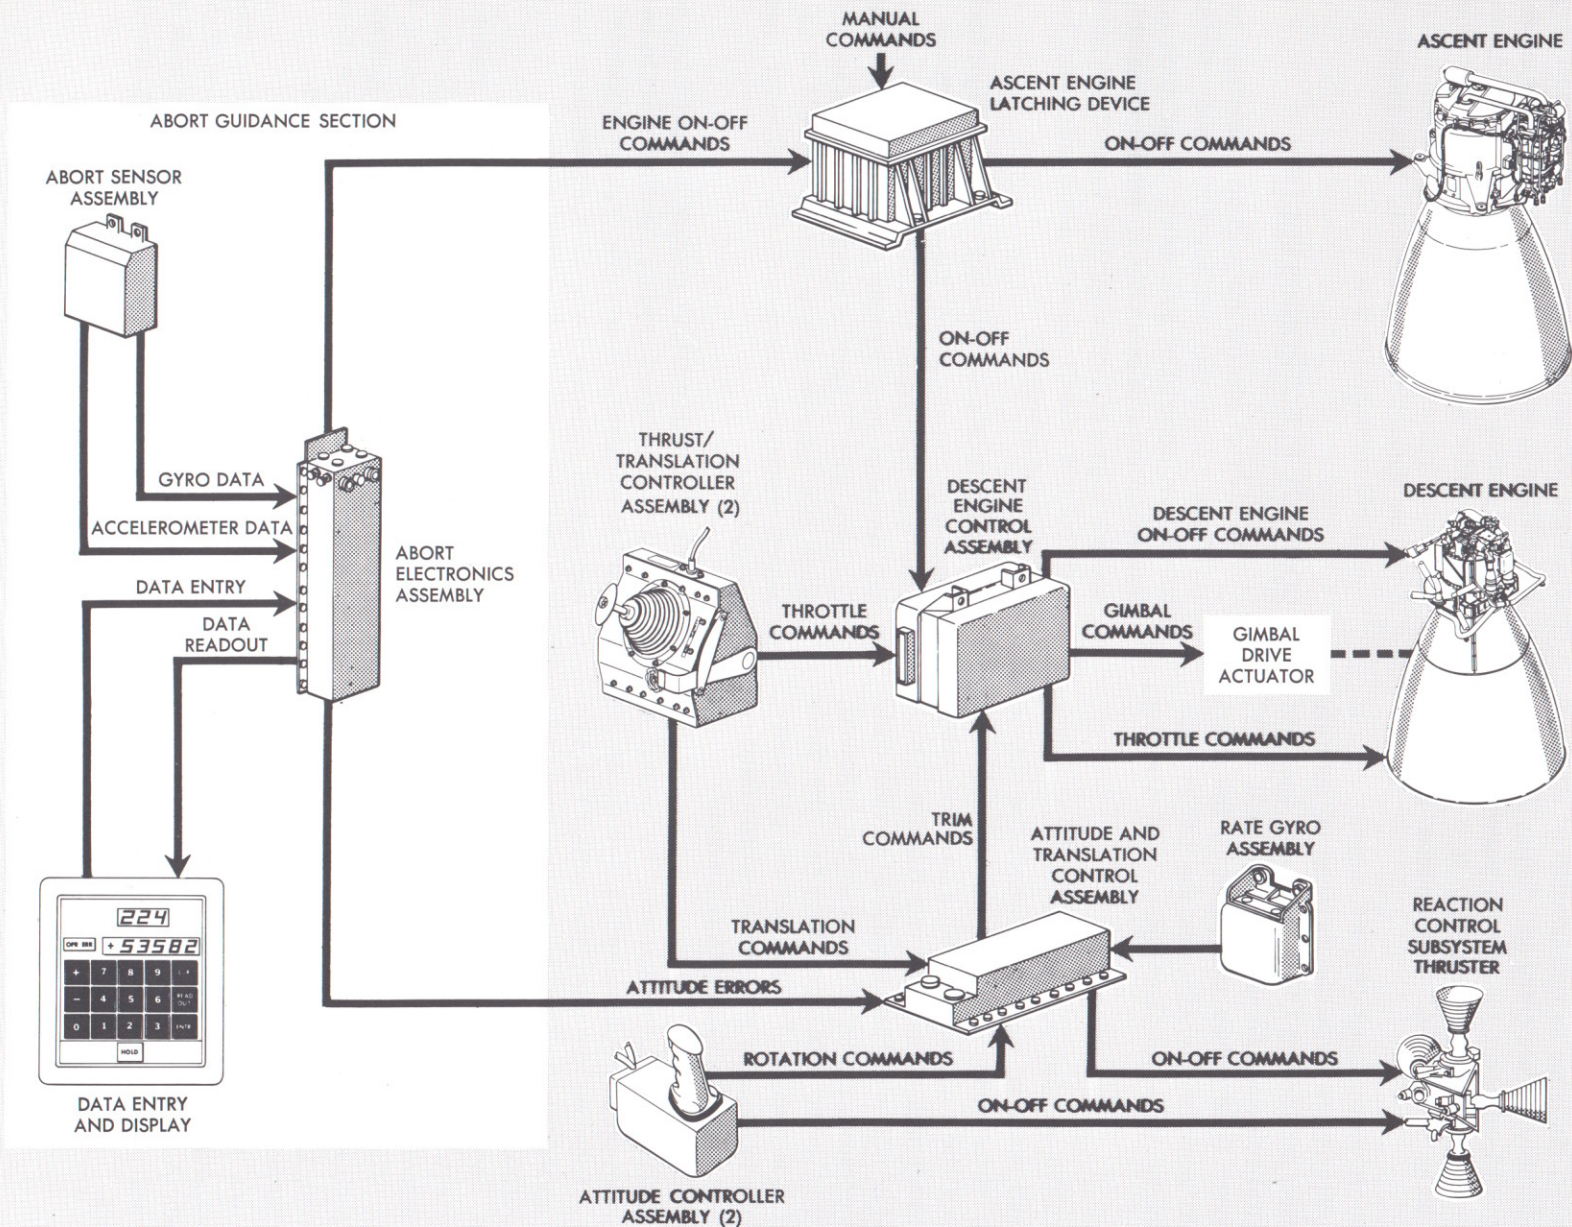 MANUAL
COMMANDS
ASCENT ENGINE
ASCENT ENGINE
LATCHING DEVICE
ABORT GUIDANCE SECTION
ENGINE ON-OFF
COMMANDS
ON-OFF COMMANDS
ABORT SENSOR
ASSEMBLY
ON-OFF
COMMANDS
THRUST/
TRANSLATION
CONTROLLER
ASSEMBLY (2)
GYRO DATA
ACCELEROMETER DATA
ABORT
ELECTRONICS
ASSEMBLY
DATA ENTRY
DATA
READOUT
DESCENT
ENGINE
CONTROL
ASSEMBLY
DESCENT ENGINE
DESCENT ENGINE
ON-OFF COMMANDS
THROTTLE
COMMANDS
GIMBAL
COMMANDS
GIMBAL
DRIVE
ACTUATOR
THROTTLE COMMANDS
TRIM
COMMANDS
ATTITUDE AND
TRANSLATION
CONTROL
ASSEMBLY
RATE GYRO
ASSEMBLY
REACTION
CONTROL
SUBSYSTEM
THRUSTER
TRANSLATION
COMMANDS
ATTITUDE ERRORS
224
OPR ERR +53582
+ 7 8 9
- 4 5 6 READ
OUT
0 1 2 3 ENTR
HOLD
DATA ENTRY
AND DISPLAY
ROTATION COMMANDS
ON-OFF COMMANDS
ON-OFF COMMANDS
ATTITUDE CONTROLLER
ASSEMBLY (2)